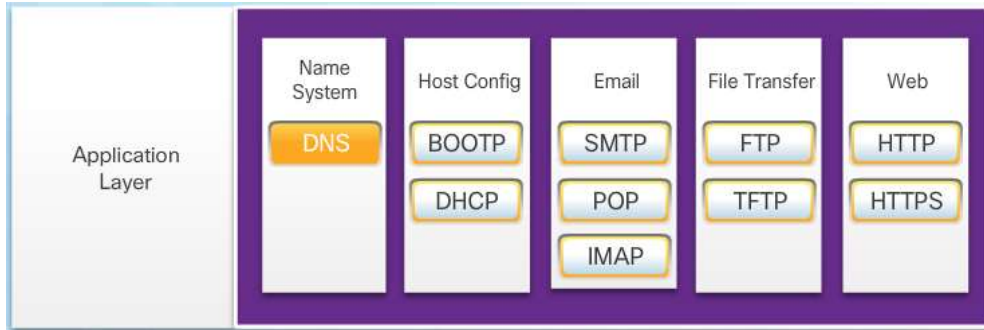 Application
Layer
Name
System
DNS
Host Config
BOOTP
DHCP
Email
SMTP
POP
IMAP
File Transfer
FTP
TFTP
Web
HTTP
HTTPS